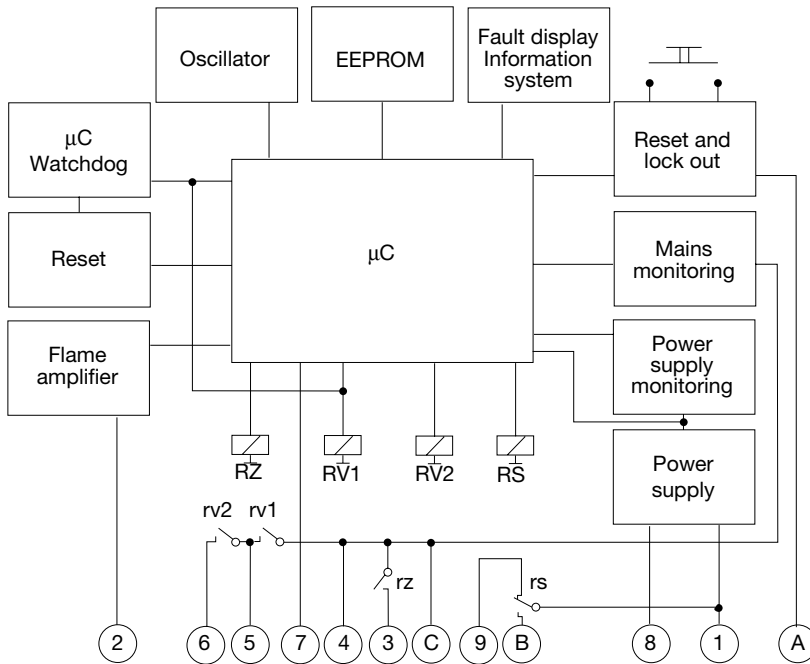 Oscillator
EEPROM
Fault display
Information
system
μC
Watchdog
Reset and
lock out
Reset
μC
Mains
monitoring
Flame
amplifier
Power
supply
monitoring
RZ
RV1
RV2
RS
Power
supply
rv2
rv1
rz
rs
2
6
5
7
4
3
C
9
B
8
1
A